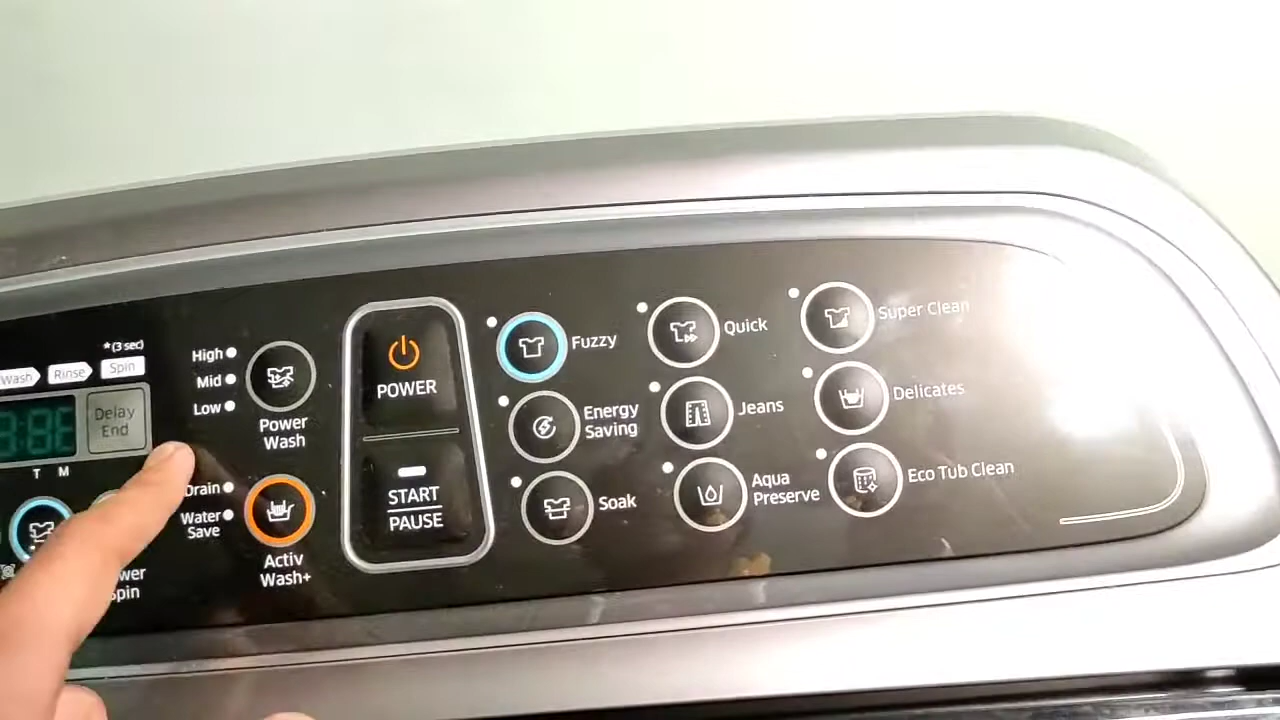 *(3 sec)
Wash
Rinse
Spin
Delay
End
T M
High
Mid
Low
Power
Wash
Drain
Water
Save
Activ
Wash+
POWER
START
PAUSE
Fuzzy
Quick
Super Clean
Energy
Saving
Jeans
Delicates
Soak
Aqua
Preserve
Eco Tub Clean
Spin